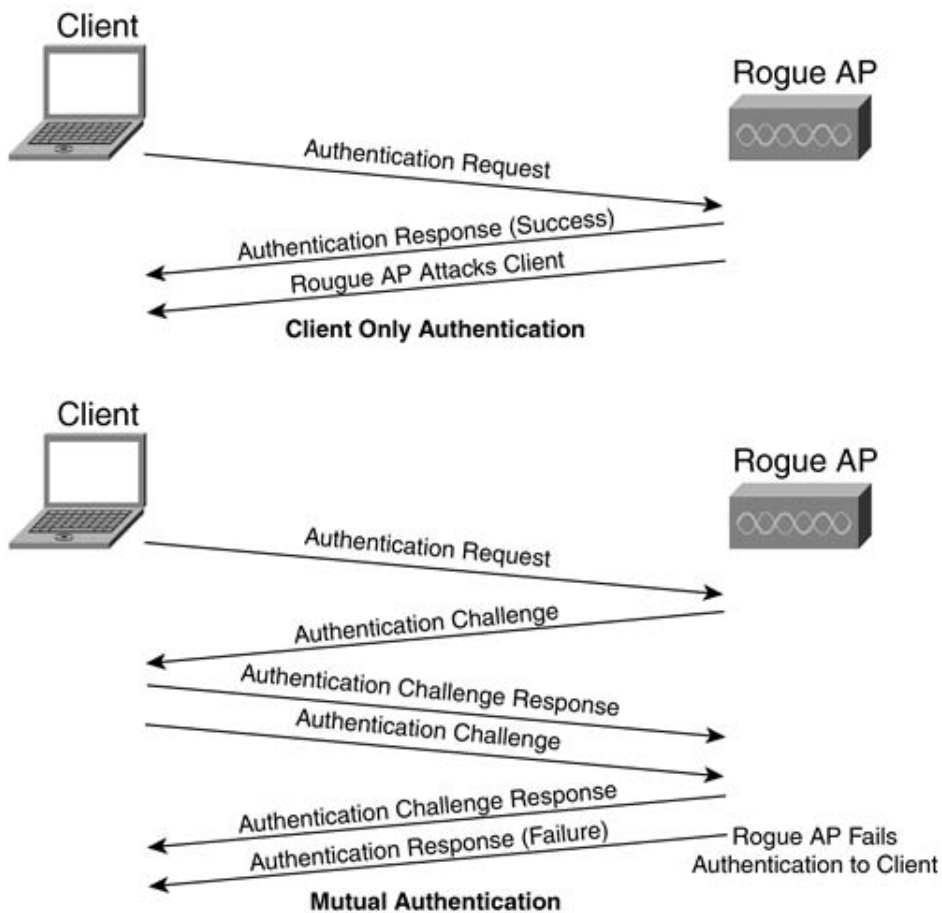 Client
Rogue AP
Authentication Request
Authentication Response (Success)
Rougue AP Attacks Client
Client Only Authentication
Client
Rogue AP
Authentication Request
Authentication Challenge
Authentication Challenge Response
Authentication Challenge
Authentication Challenge Response
Authentication Response (Failure)
Rogue AP Fails
Authentication to Client
Mutual Authentication